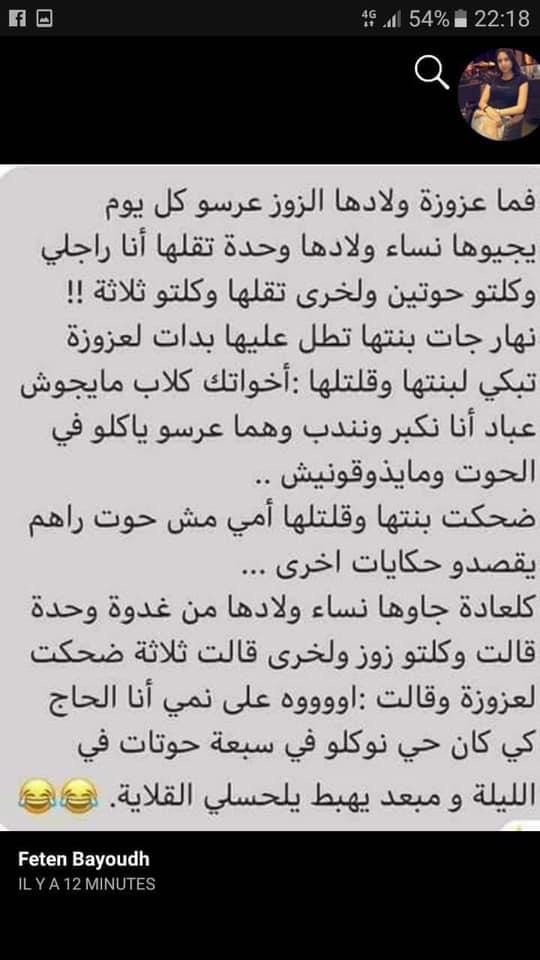 4G 54% 22:18
فما عزوزة ولادها الزوز عرسو كل يوم
يجيوها نساء ولادها وحدة تقلها أنا راجلي
وكلتو حوتين ولخرى تقلها وكلتو ثلاثة !!
نهار جات بنتها تطل عليها بدات لعزوزة
تبكي لبنتها وقلتلها :أخواتك كلاب مايجوش
عباد أنا نكبر ونندب وهما عرسو ياكلو في
الحوت ومايذوقونيش ..
ضحكت بنتها وقلتلها أمي مش حوت راهم
يقصدو حكايات اخرى ...
كلعادة جاوها نساء ولادها من غدوة وحدة
قالت وكلتو زوز ولخرى قالت ثلاثة ضحكت
لعزوزة وقالت :اووووه على نمي أنا الحاج
كي كان حي نوكلو في سبعة حوتات في
الليلة و مبعد يهبط يلحسلي القلاية. 😂😂
Feten Bayoudh
IL Y A 12 MINUTES